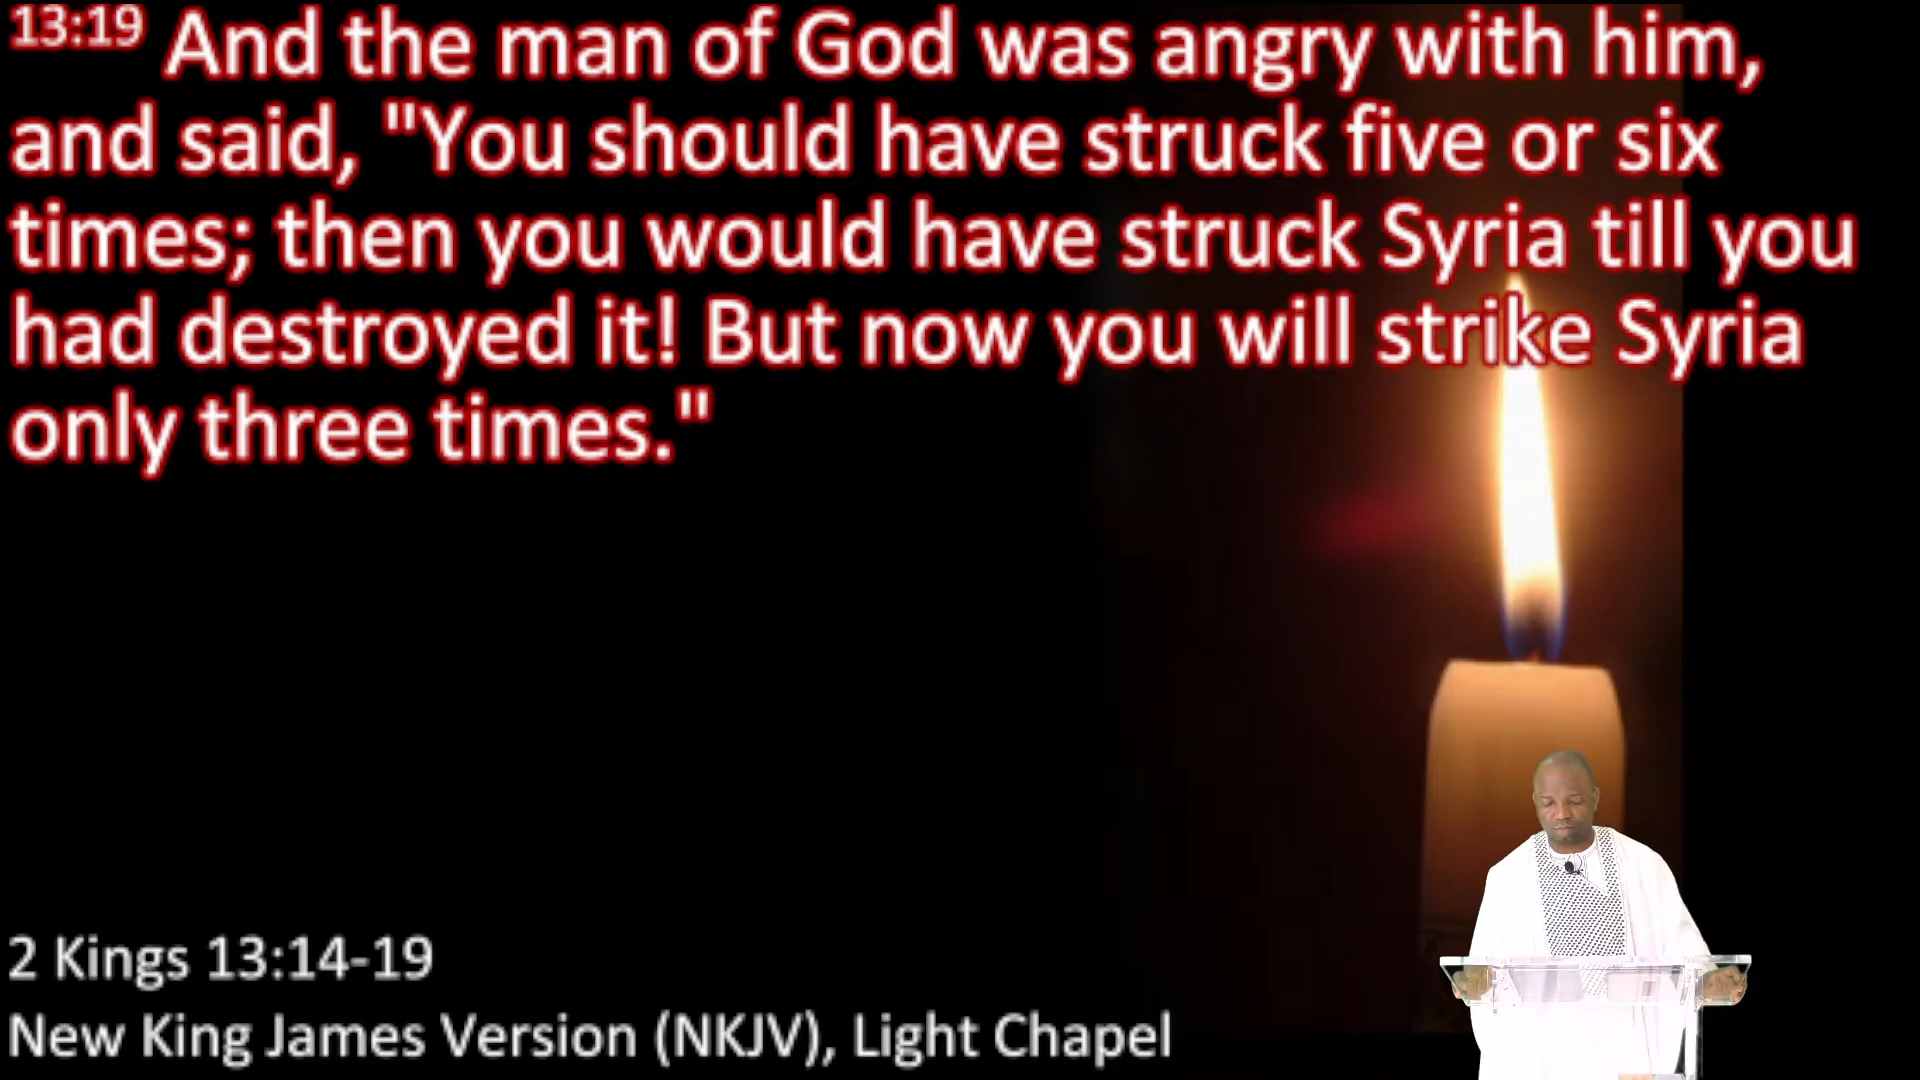 13:19 And the man of God was angry with him,
and said, "You should have struck five or six
times; then you would have struck Syria till you
had destroyed it! But now you will strike Syria
only three times."
2 Kings 13:14-19
New King James Version (NKJV), Light Chapel